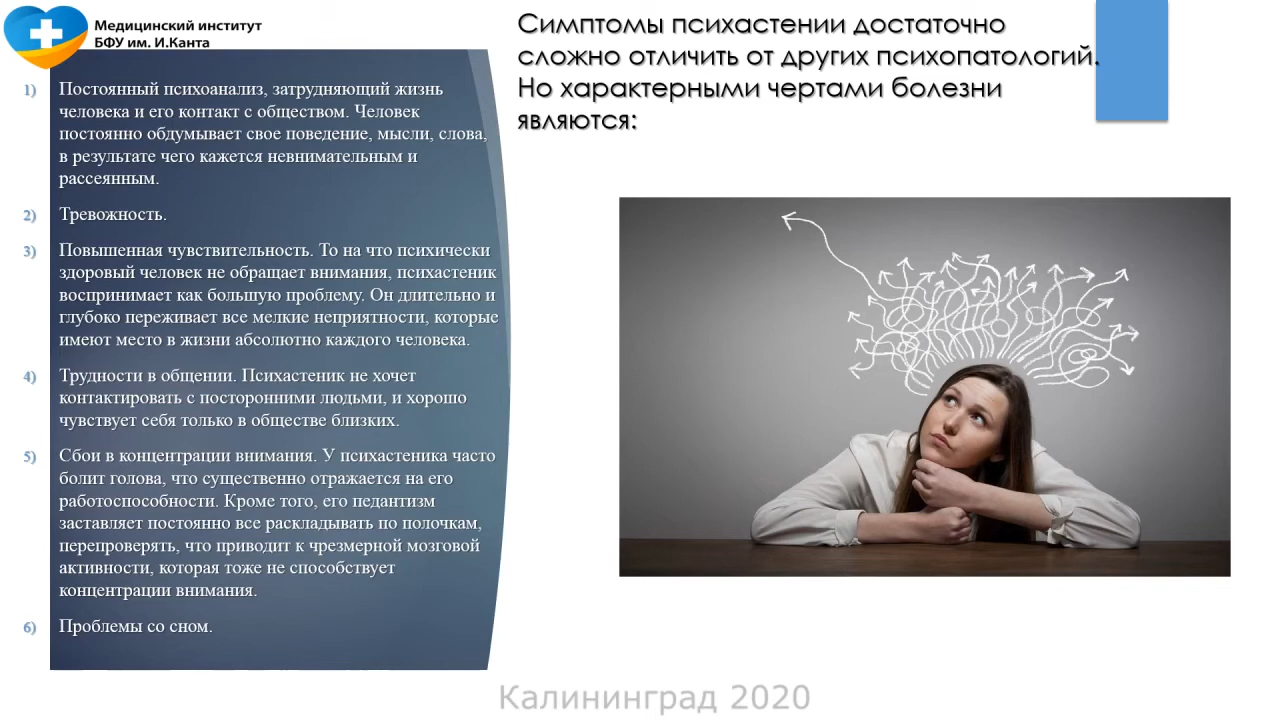 Медицинский институт
БФУ им. И.Канта
Симптомы психастении достаточно
сложно отличить от других психопатологий.
Но характерными чертами болезни
являются:
1) Постоянный психоанализ, затрудняющий жизнь
человека и его контакт с обществом. Человек
постоянно обдумывает свое поведение, мысли, слова,
в результате чего кажется невнимательным и
рассеянным.
2) Тревожность.
3) Повышенная чувствительность. То на что психически
здоровый человек не обращает внимания, психастеник
воспринимает как большую проблему. Он длительно и
глубоко переживает все мелкие неприятности, которые
имеют место в жизни абсолютно каждого человека.
4) Трудности в общении. Психастеник не хочет
контактировать с посторонними людьми, и хорошо
чувствует себя только в обществе близких.
5) Сбои в концентрации внимания. У психастеника часто
болит голова, что существенно отражается на его
работоспособности. Кроме того, его педантизм
заставляет постоянно все раскладывать по полочкам,
перепроверять, что приводит к чрезмерной мозговой
активности, которая тоже не способствует
концентрации внимания.
6) Проблемы со сном.
Калининград 2020